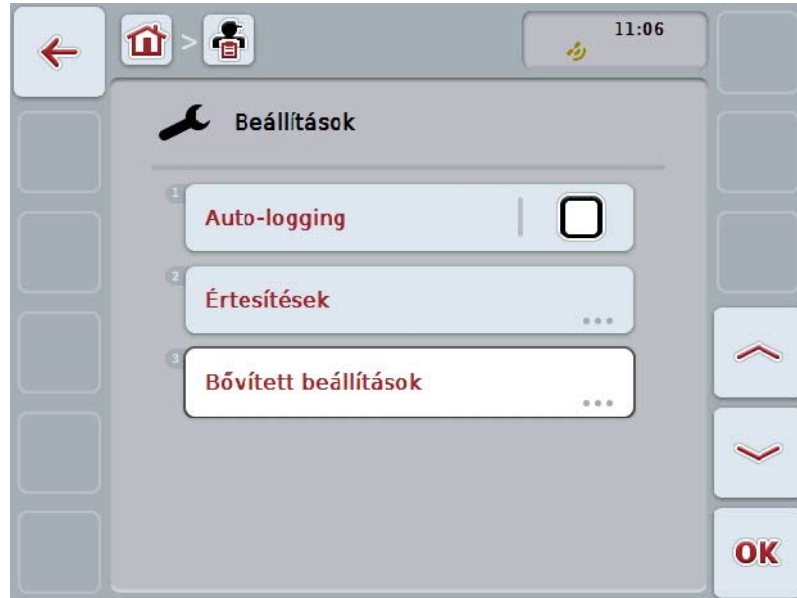 11:06
Beállítások
1
Auto-logging
2
Értesítések
3
Bővített beállítások
OK